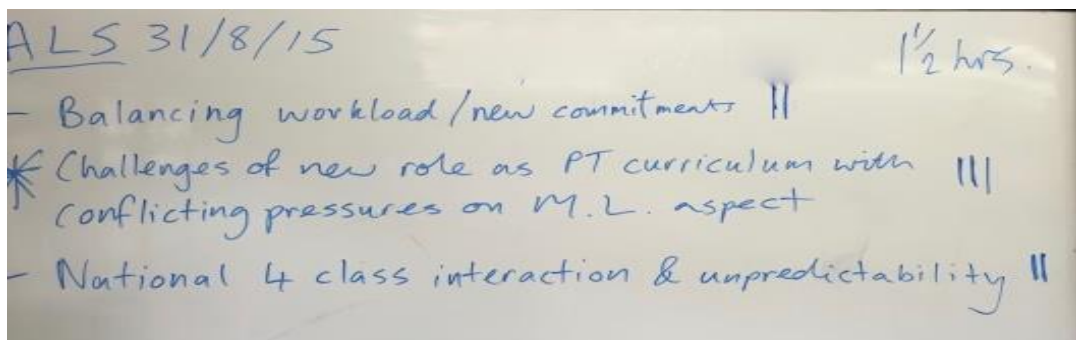 ALS 31/8/15 1½ hrs.
- Balancing workload/new commitments ||
* Challenges of new role as PT curriculum with |||
conflicting pressures on M.L. aspect
- National 4 class interaction & unpredictability ||